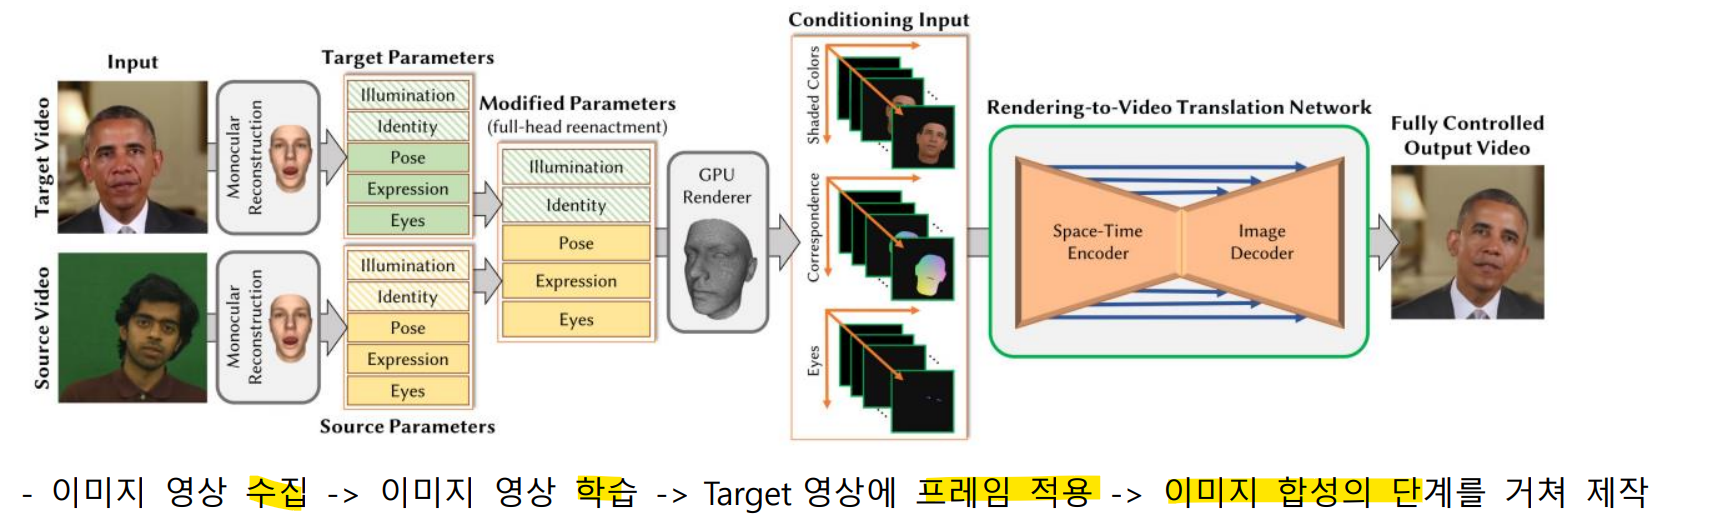 Conditioning Input
Input
Target Parameters
Modified Parameters
(full-head reenactment)
Rendering-to-Video Translation Network
Fully Controlled
Output Video
Target Video
Monocular
Reconstruction
Illumination
Identity
Pose
Expression
Eyes
Source Video
Monocular
Reconstruction
Illumination
Identity
Pose
Expression
Eyes
Source Parameters
Illumination
Identity
Pose
Expression
Eyes
GPU
Renderer
Shaded Colors
Correspondence
Eyes
Space-Time
Encoder
Image
Decoder
- 이미지 영상 수집 -> 이미지 영상 학습 -> Target 영상에 프레임 적용 -> 이미지 합성의 단계를 거쳐 제작